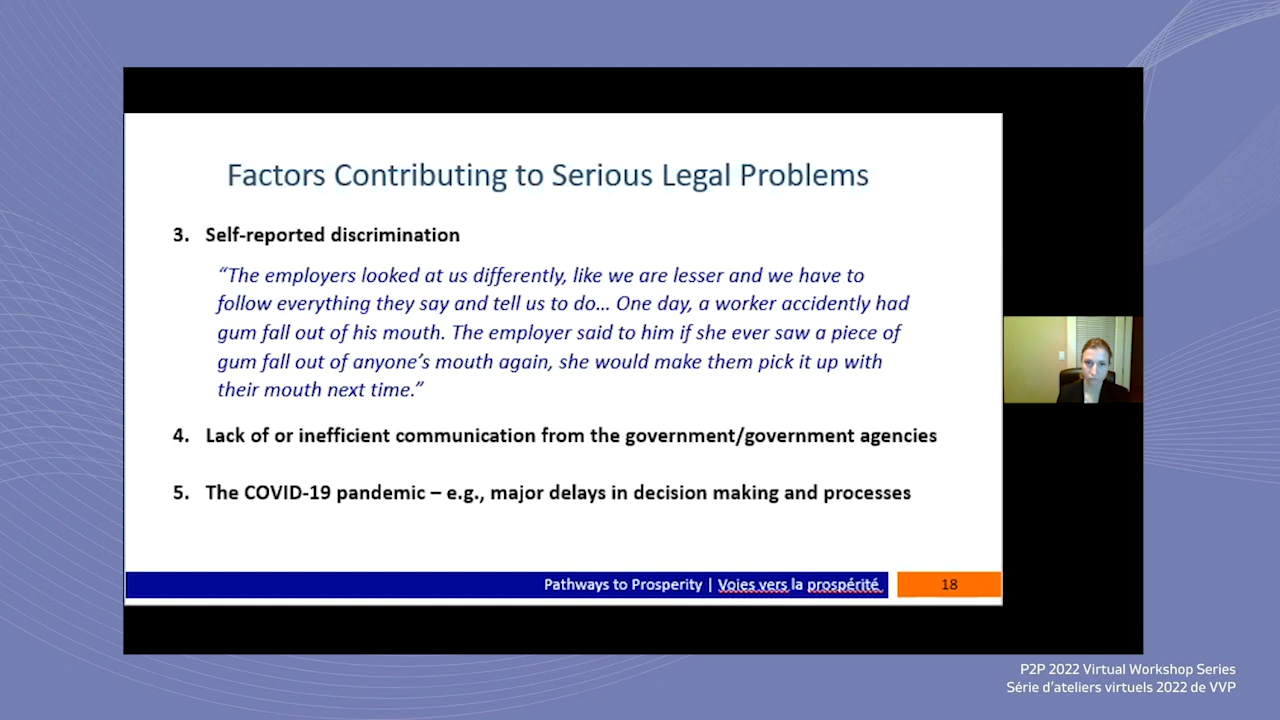 Factors Contributing to Serious Legal Problems
3. Self-reported discrimination
“The employers looked at us differently, like we are lesser and we have to
follow everything they say and tell us to do... One day, a worker accidently had
gum fall out of his mouth. The employer said to him if she ever saw a piece of
gum fall out of anyone’s mouth again, she would make them pick it up with
their mouth next time.”
4. Lack of or inefficient communication from the government/government agencies
5. The COVID-19 pandemic – e.g., major delays in decision making and processes
Pathways to Prosperity | Voies vers la prospérité
18
P2P 2022 Virtual Workshop Series
Série d’ateliers virtuels 2022 de VVP